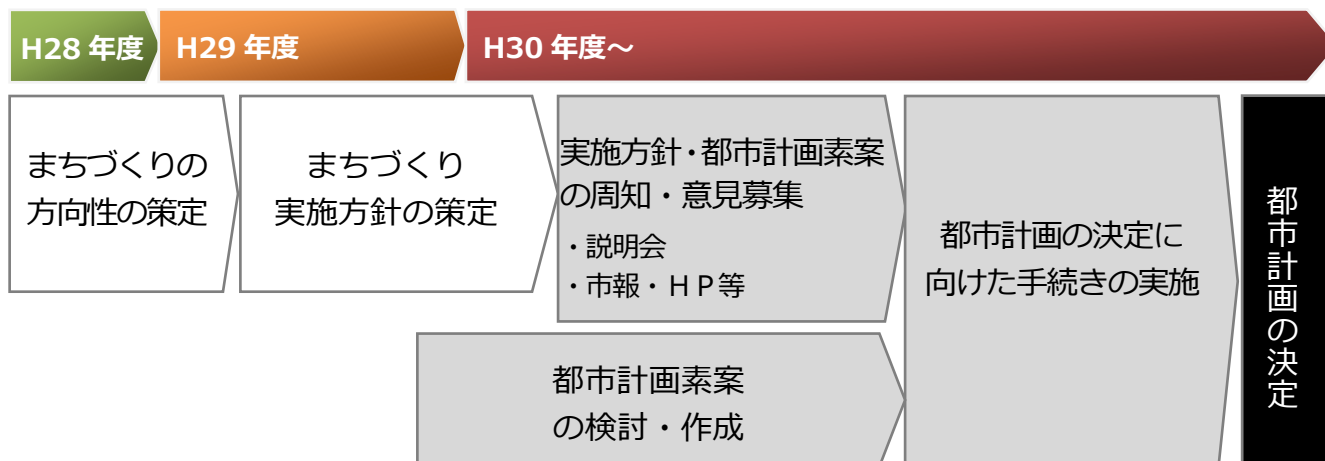 H28 年度
H29 年度
H30 年度～
まちづくりの
方向性の策定
まちづくり
実施方針の策定
実施方針・都市計画素案
の周知・意見募集
・説明会
・市報・ＨＰ等
都市計画素案
の検討・作成
都市計画の決定に
向けた手続きの実施
都市計画の決定